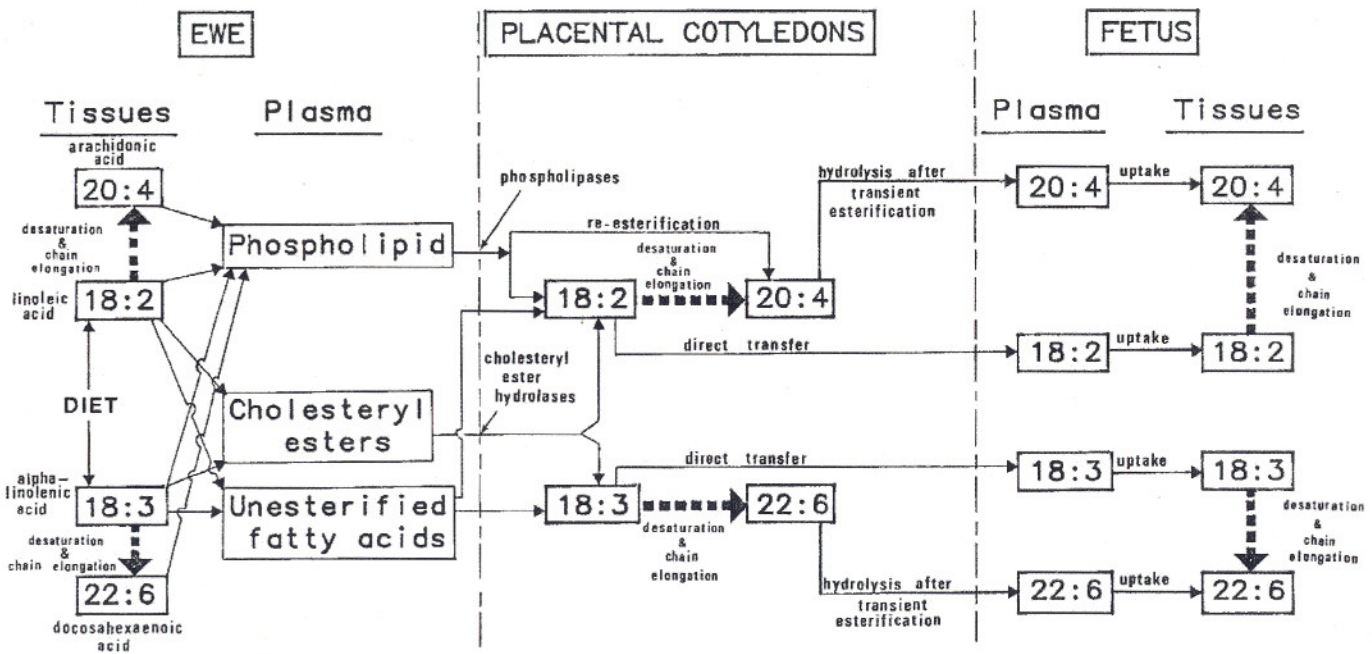 EWE
PLACENTAL COTYLEDONS
FETUS
Tissues
Plasma
Plasma
Tissues
arachidonic
acid
20:4
desaturation
&
chain
elongation
linoleic
acid
18:2
DIET
alpha-
linolenic
acid
18:3
desaturation
&
chain elongation
22:6
docosahexaenoic
acid
Phospholipid
Cholesteryl
esters
Unesterified
fatty acids
phospholipases
re-esterification
18:2
desaturation
&
chain
elongation
20:4
hydrolysis after
transient
esterification
direct transfer
cholesteryl
ester
hydrolases
direct transfer
18:3
desaturation
&
chain
elongation
22:6
hydrolysis after
transient
esterification
20:4
uptake
20:4
desaturation
&
chain
elongation
18:2
uptake
18:2
18:3
uptake
18:3
desaturation
&
chain
elongation
22:6
uptake
22:6